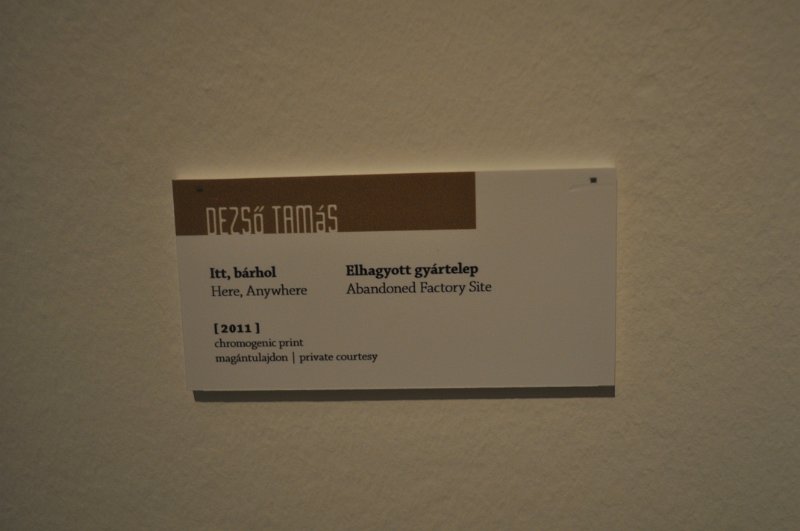 DEZSő TAMáS
Itt, bárhol
Here, Anywhere
Elhagyott gyártelep
Abandoned Factory Site
[2011]
chromogenic print
magántulajdon | private courtesy